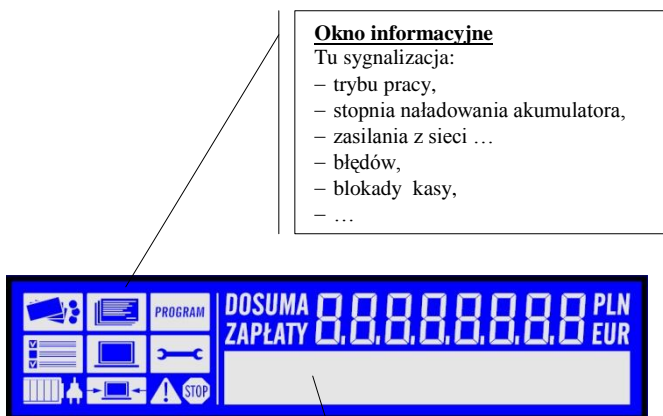 Okno informacyjne
Tu sygnalizacja:
– trybu pracy,
– stopnia naładowania akumulatora,
– zasilania z sieci …
– błędów,
– blokady kasy,
– …
PROGRAM
DOSUMA 8.8.8.8.8.8.8.8 PLN
ZAPŁATY EUR
STOP